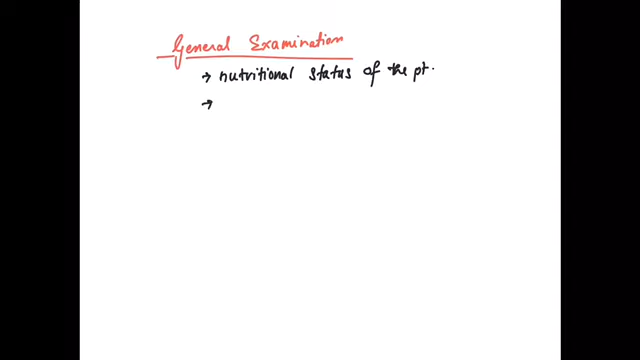 General Examination
→ nutritional status of the pt.
→